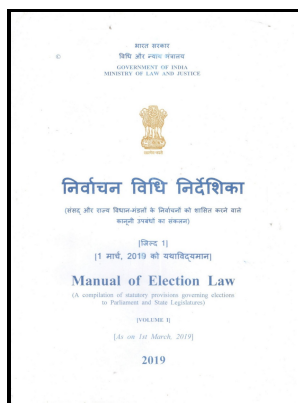 भारत सरकार
©
विधि और न्याय मंत्रालय
GOVERNMENT OF INDIA
MINISTRY OF LAW AND JUSTICE
निर्वाचन विधि निर्देशिका
(संसद् और राज्य विधान-मंडलों के निर्वाचनों को शासित करने वाले
कानूनी उपबंधों का संकलन)
[जिल्द 1]
[1 मार्च, 2019 को यथाविद्यमान]
Manual of Election Law
(A compilation of statutory provisions governing elections
to Parliament and State Legislatures)
[VOLUME I]
[As on 1st March, 2019]
2019